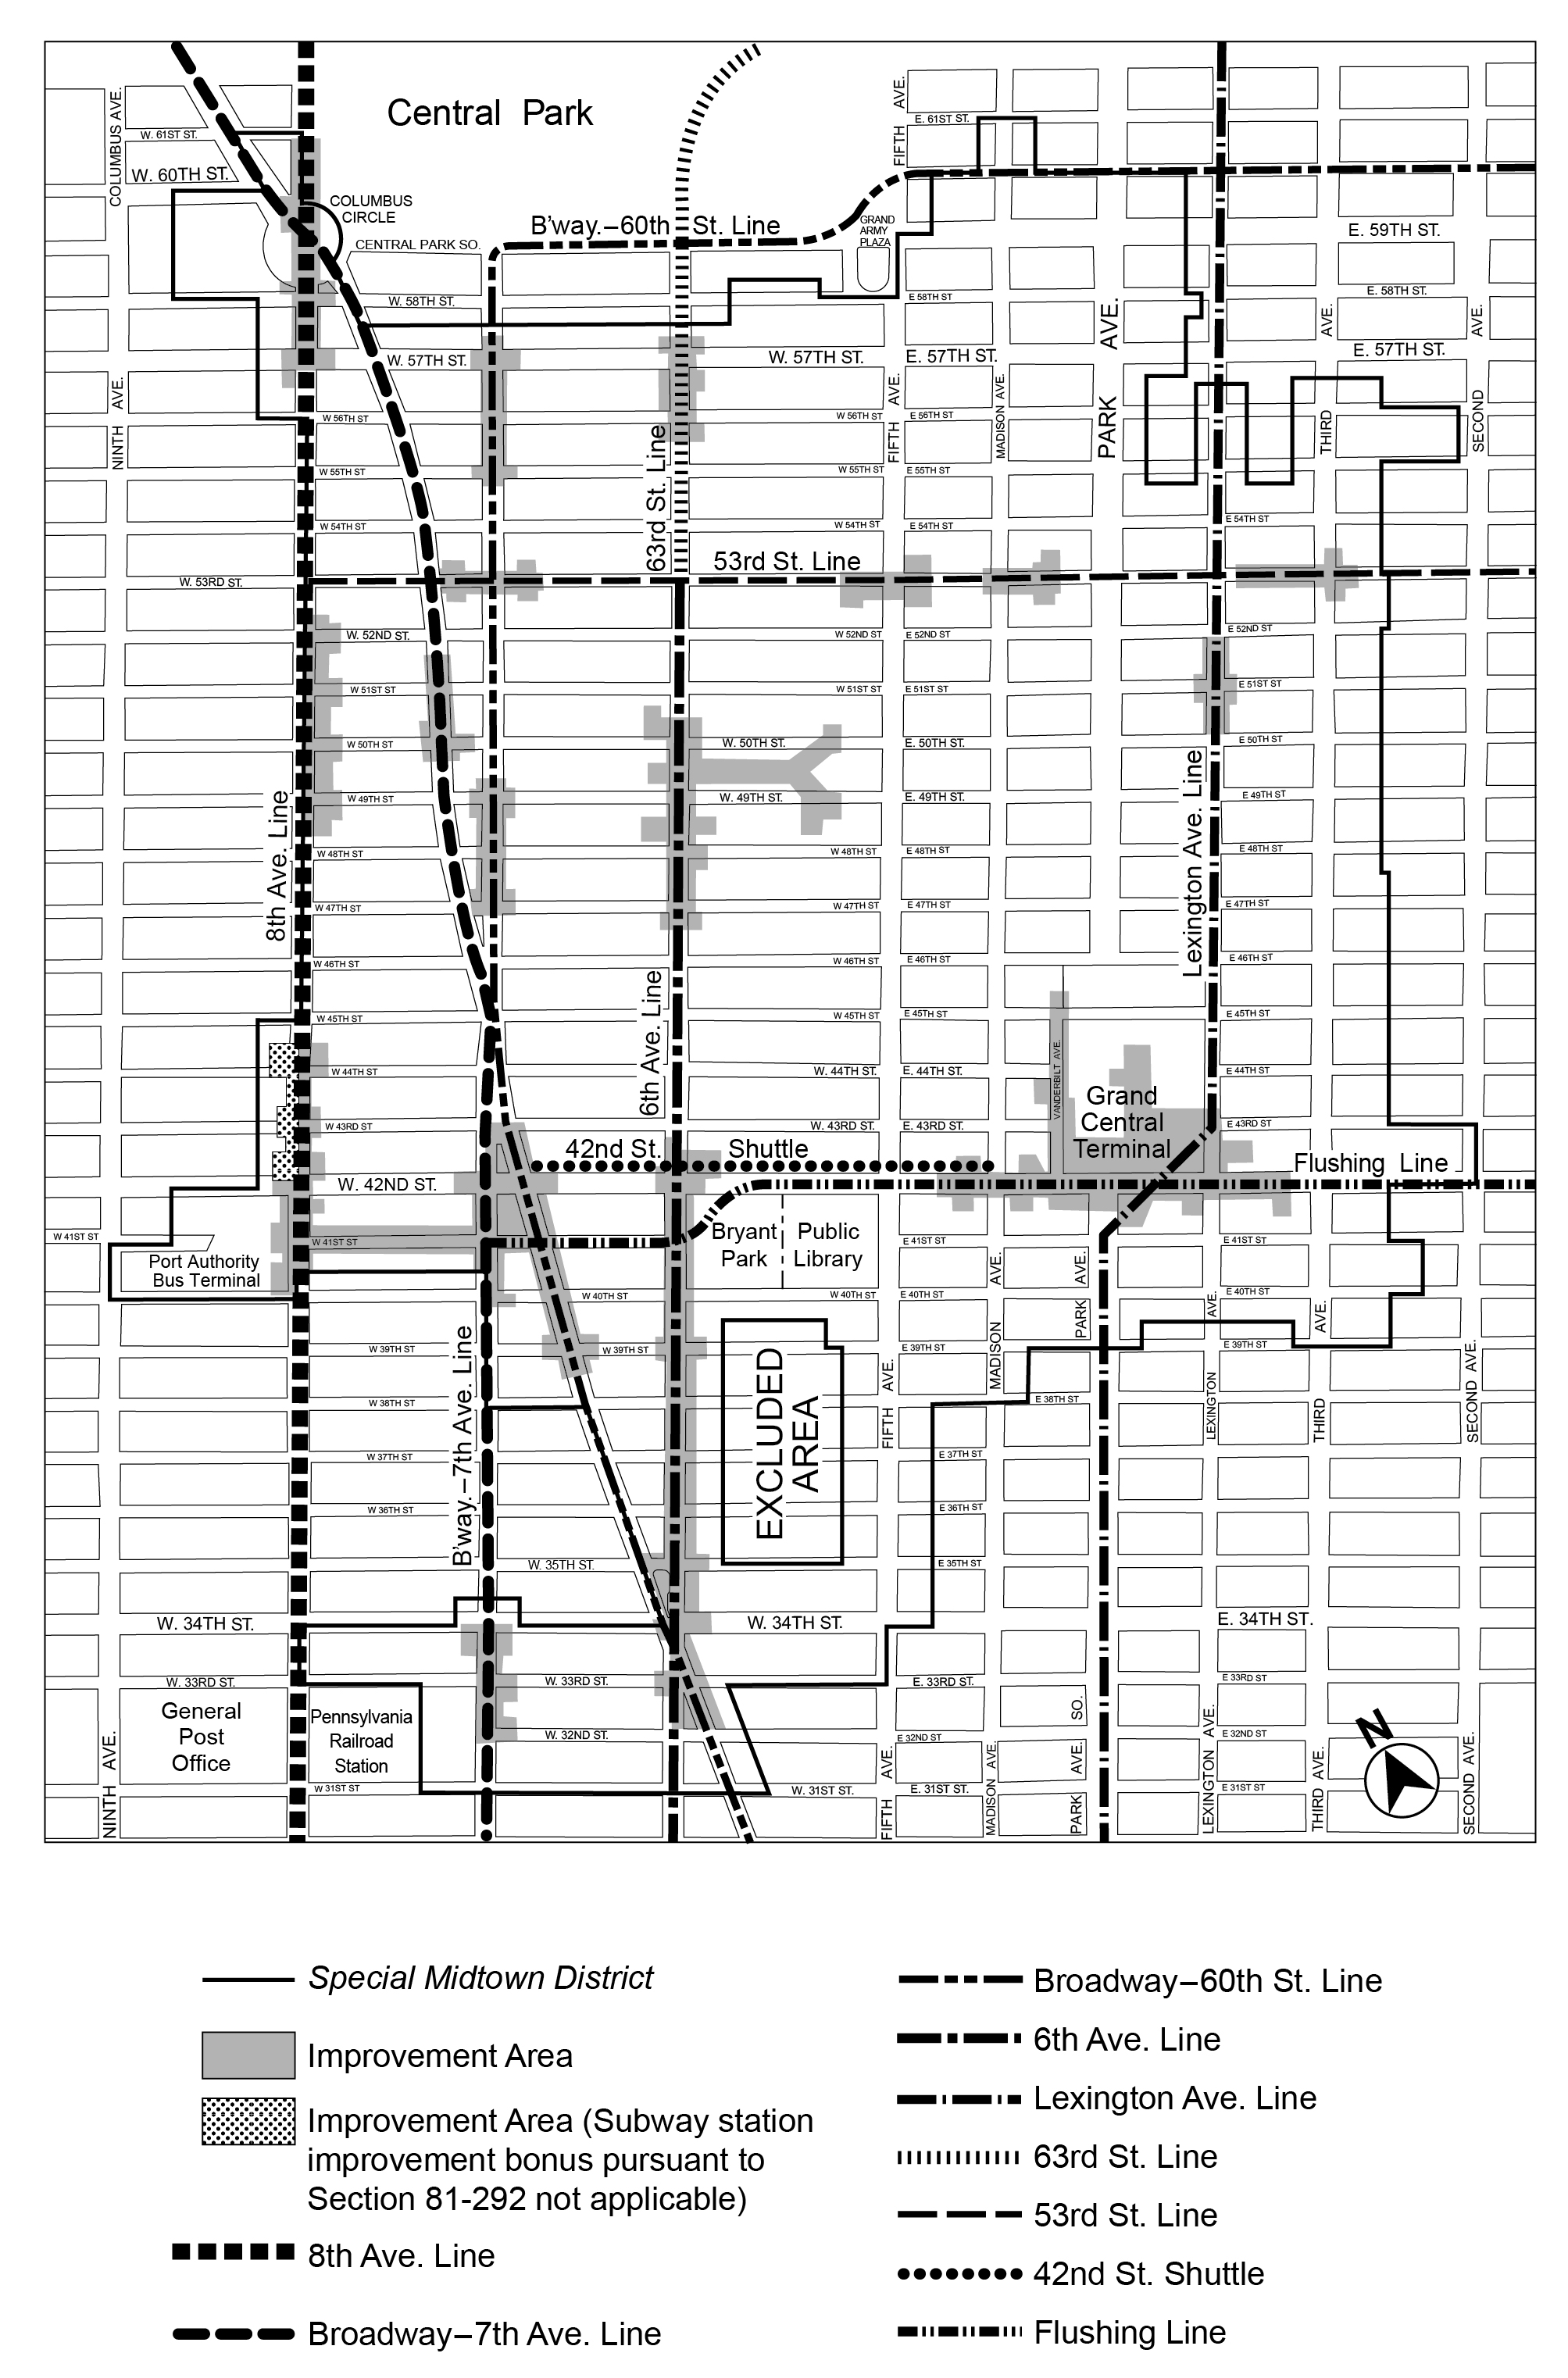 Central Park
COLUMBUS AVE.
W. 61ST ST.
W. 60TH ST.
COLUMBUS
CIRCLE
CENTRAL PARK SO.
B'way.–60th St. Line
GRAND
ARMY
PLAZA
FIFTH AVE.
E. 61ST ST.
E. 59TH ST.
W. 58TH ST.
E 58TH ST
E. 58TH ST.
W. 57TH ST.
W. 57TH ST.
E. 57TH ST.
E. 57TH ST.
NINTH AVE.
FIFTH AVE.
MADISON AVE.
PARK AVE.
THIRD AVE.
SECOND AVE.
W 56TH ST
W 56TH ST
E 56TH ST
W 55TH ST
W 55TH ST
E 55TH ST
63rd St. Line
W 54TH ST
W 54TH ST
E 54TH ST
E 54TH ST
53rd St. Line
W. 53RD ST.
W. 52ND ST.
W 52ND ST
E 52ND ST
E 52ND ST
W 51ST ST
W 51ST ST
E 51ST ST
E 51ST ST
W 50TH ST
W. 50TH ST.
E. 50TH ST.
E 50TH ST
W 49TH ST
W. 49TH ST.
E. 49TH ST.
E 49TH ST
8th Ave. Line
Lexington Ave. Line
W 48TH ST
W 48TH ST
E 48TH ST
E 48TH ST
W 47TH ST
W 47TH ST
E 47TH ST
E 47TH ST
W 46TH ST
W 46TH ST
E 46TH ST
E 46TH ST
6th Ave. Line
W 45TH ST
W 45TH ST
E 45TH ST
E 45TH ST
VANDERBILT AVE.
W 44TH ST
W. 44TH ST.
E. 44TH ST.
E 44TH ST
Grand
Central
Terminal
W 43RD ST
W. 43RD ST.
E. 43RD ST.
E 43RD ST
42nd St. Shuttle
Flushing Line
W. 42ND ST.
W 41ST ST
W 41ST ST
Bryant
Park
Public
Library
E 41ST ST
E 41ST ST
Port Authority
Bus Terminal
W 40TH ST
W 40TH ST
E 40TH ST
E 40TH ST
MADISON AVE.
PARK AVE.
LEXINGTON AVE.
THIRD AVE.
SECOND AVE.
FIFTH AVE.
W 39TH ST
W 39TH ST
E 39TH ST
E 39TH ST
EXCLUDED
AREA
B'way.–7th Ave. Line
W 38TH ST
E 38TH ST
W 37TH ST
E 37TH ST
W 36TH ST
E 36TH ST
W. 35TH ST.
E 35TH ST
W. 34TH ST.
W. 34TH ST.
E. 34TH ST.
W. 33RD ST.
W. 33RD ST.
E. 33RD ST.
E 33RD ST
General
Post
Office
Pennsylvania
Railroad
Station
W. 32ND ST.
E 32ND ST
E 32ND ST
W 31ST ST
W. 31ST ST.
E. 31ST ST.
E 31ST ST
NINTH AVE.
FIFTH AVE.
MADISON AVE.
PARK AVE. SO.
LEXINGTON AVE.
THIRD AVE.
SECOND AVE.
N
Special Midtown District
Improvement Area
Improvement Area (Subway station
improvement bonus pursuant to
Section 81-292 not applicable)
8th Ave. Line
Broadway–7th Ave. Line
Broadway–60th St. Line
6th Ave. Line
Lexington Ave. Line
63rd St. Line
53rd St. Line
42nd St. Shuttle
Flushing Line